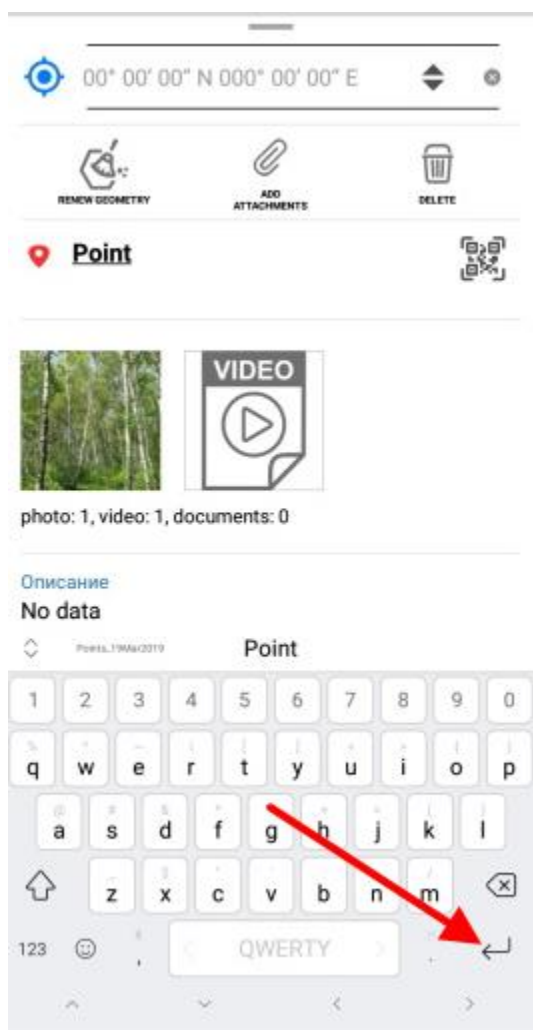 00° 00' 00" N 000° 00' 00" E
RENEW GEOMETRY
ADD ATTACHMENTS
DELETE
Point
VIDEO
photo: 1, video: 1, documents: 0
Описание
No data
Points_19Mar2019 Point
1 2 3 4 5 6 7 8 9 0
q w e r t y u i o p
a s d f g h j k l
z x c v b n m
123 , QWERTY .